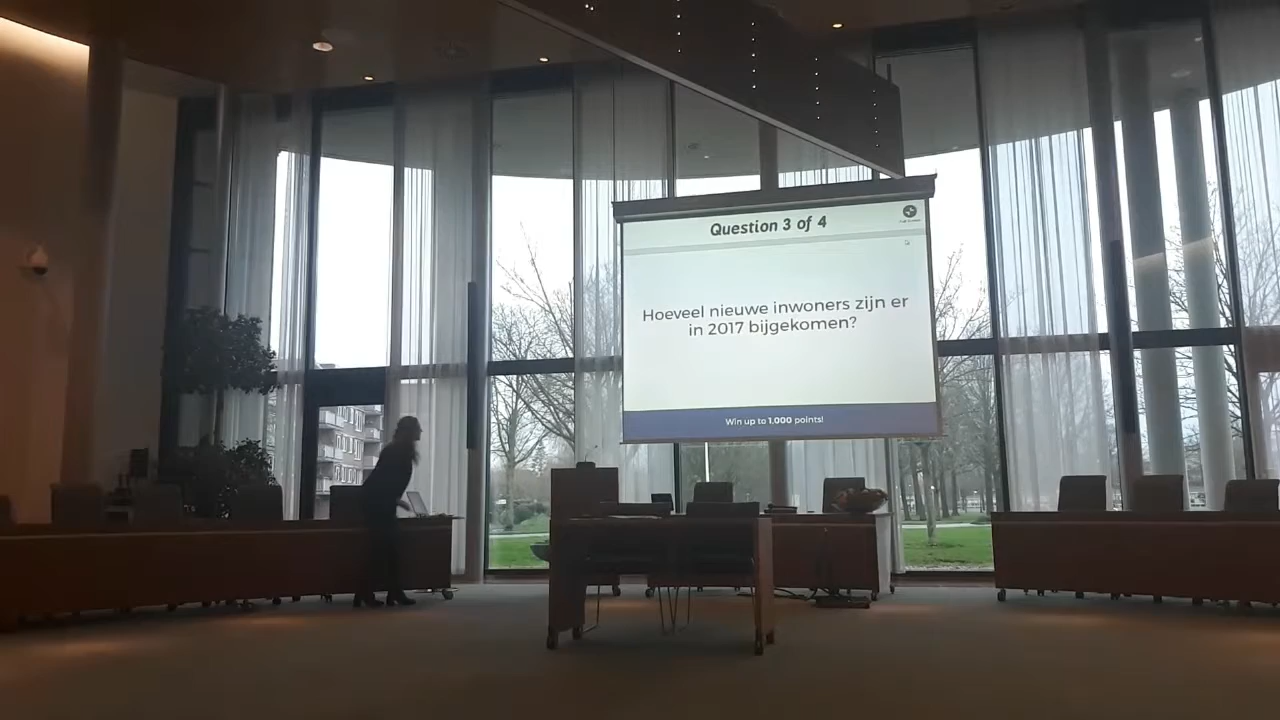 Question 3 of 4
Hoeveel nieuwe inwoners zijn er
in 2017 bijgekomen?
Win up to 1.000 points!